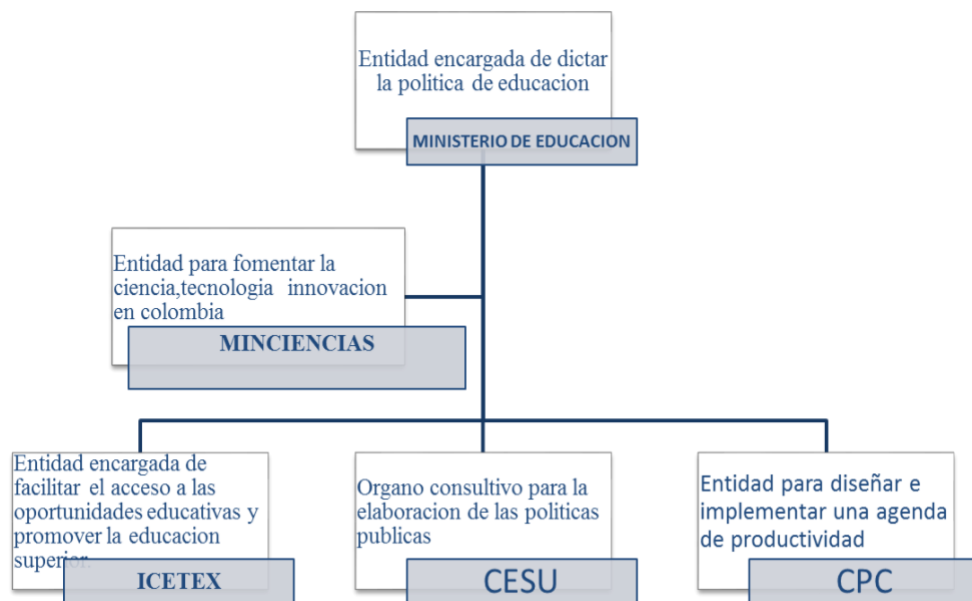 Entidad encargada de dictar
la politica de educacion
MINISTERIO DE EDUCACION
Entidad para fomentar la
ciencia,tecnologia innovacion
en colombia
MINCIENCIAS
Entidad encargada de
facilitar el acceso a las
oportunidades educativas y
promover la educacion
superior.
ICETEX
Organo consultivo para la
elaboracion de las politicas
publicas
CESU
Entidad para diseñar e
implementar una agenda
de productividad
CPC